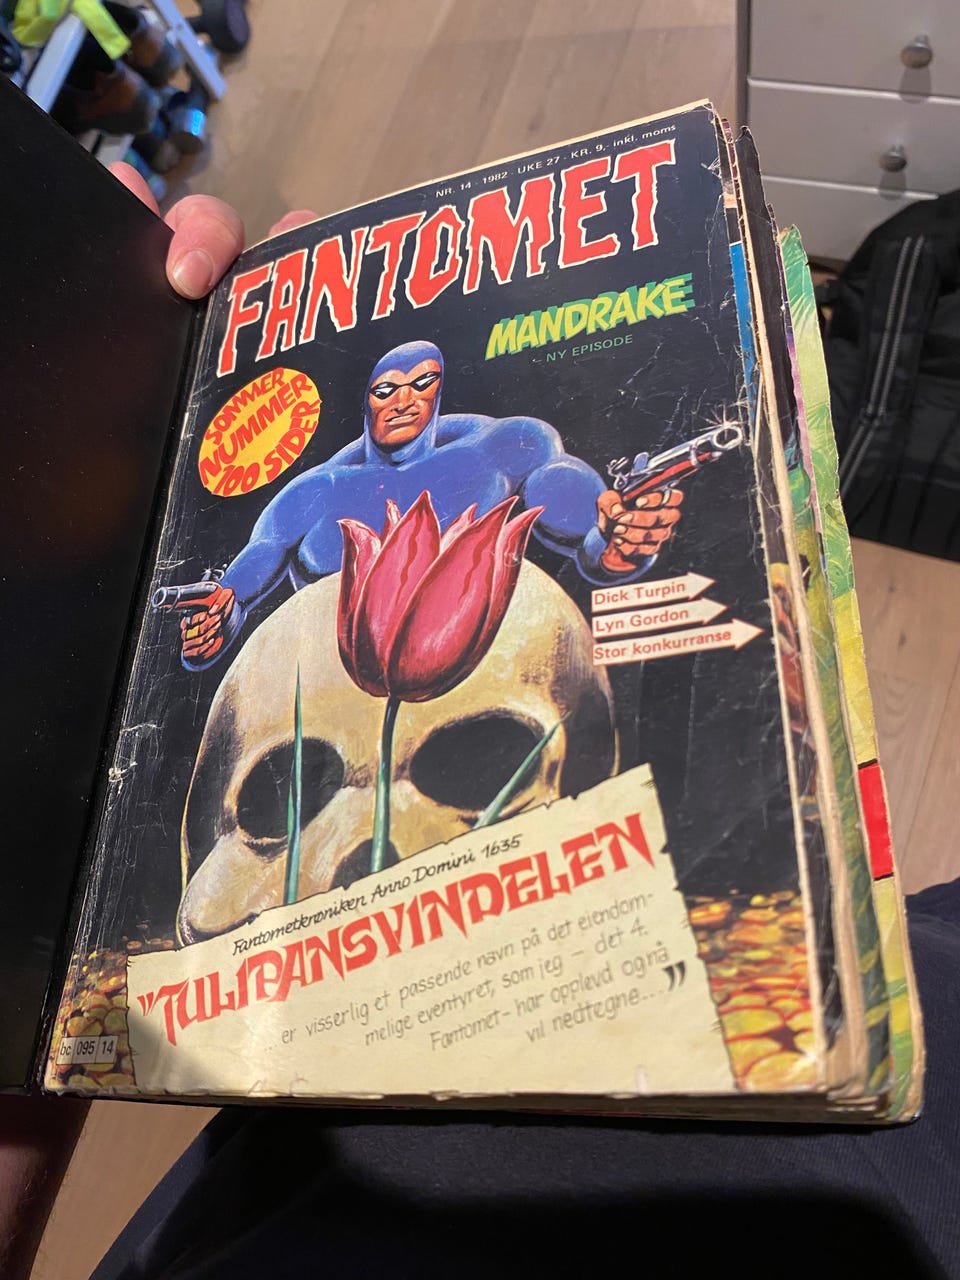 NR. 14 - 1982 - UKE 27 - KR. 9,- inkl. moms
FANTOMET
MANDRAKE
NY EPISODE
SOMMER
NUMMER
100 SIDER
Dick Turpin
Lyn Gordon
Stor konkurranse
Fantometkrøniken Anno Domini 1635
"TULIPANSVINDELEN
...er visserlig et passende navn på det eiendom-
melige eventyret, som jeg – det 4.
Fantomet – har opplevd og nå
vil nedtegne..."
bc 095 14